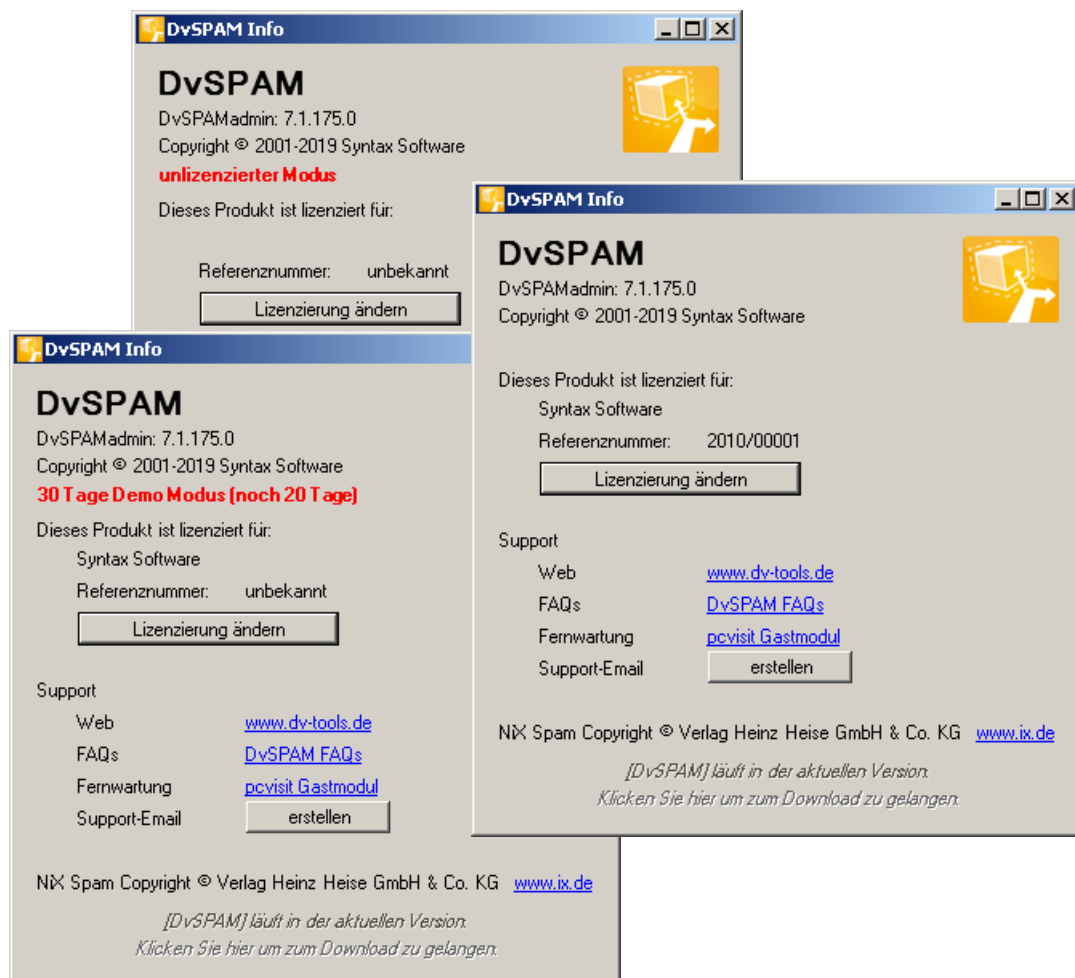 DvSPAM Info
DvSPAM
DvSPAMadmin: 7.1.175.0
Copyright © 2001-2019 Syntax Software
unlizenzierter Modus
Dieses Produkt ist lizenziert für:
Referenznummer: unbekannt
Lizenzierung ändern
DvSPAM Info
DvSPAM
DvSPAMadmin: 7.1.175.0
Copyright © 2001-2019 Syntax Software
Dieses Produkt ist lizenziert für:
Syntax Software
Referenznummer: 2010/00001
Lizenzierung ändern
Support
Web www.dv-tools.de
FAQs DvSPAM FAQs
Fernwartung pcvisit Gastmodul
Support-Email erstellen
NiX Spam Copyright © Verlag Heinz Heise GmbH & Co. KG www.ix.de
[DvSPAM] läuft in der aktuellen Version.
Klicken Sie hier um zum Download zu gelangen.
DvSPAM Info
DvSPAM
DvSPAMadmin: 7.1.175.0
Copyright © 2001-2019 Syntax Software
30 Tage Demo Modus (noch 20 Tage)
Dieses Produkt ist lizenziert für:
Syntax Software
Referenznummer: unbekannt
Lizenzierung ändern
Support
Web www.dv-tools.de
FAQs DvSPAM FAQs
Fernwartung pcvisit Gastmodul
Support-Email erstellen
NiX Spam Copyright © Verlag Heinz Heise GmbH & Co. KG www.ix.de
[DvSPAM] läuft in der aktuellen Version.
Klicken Sie hier um zum Download zu gelangen.